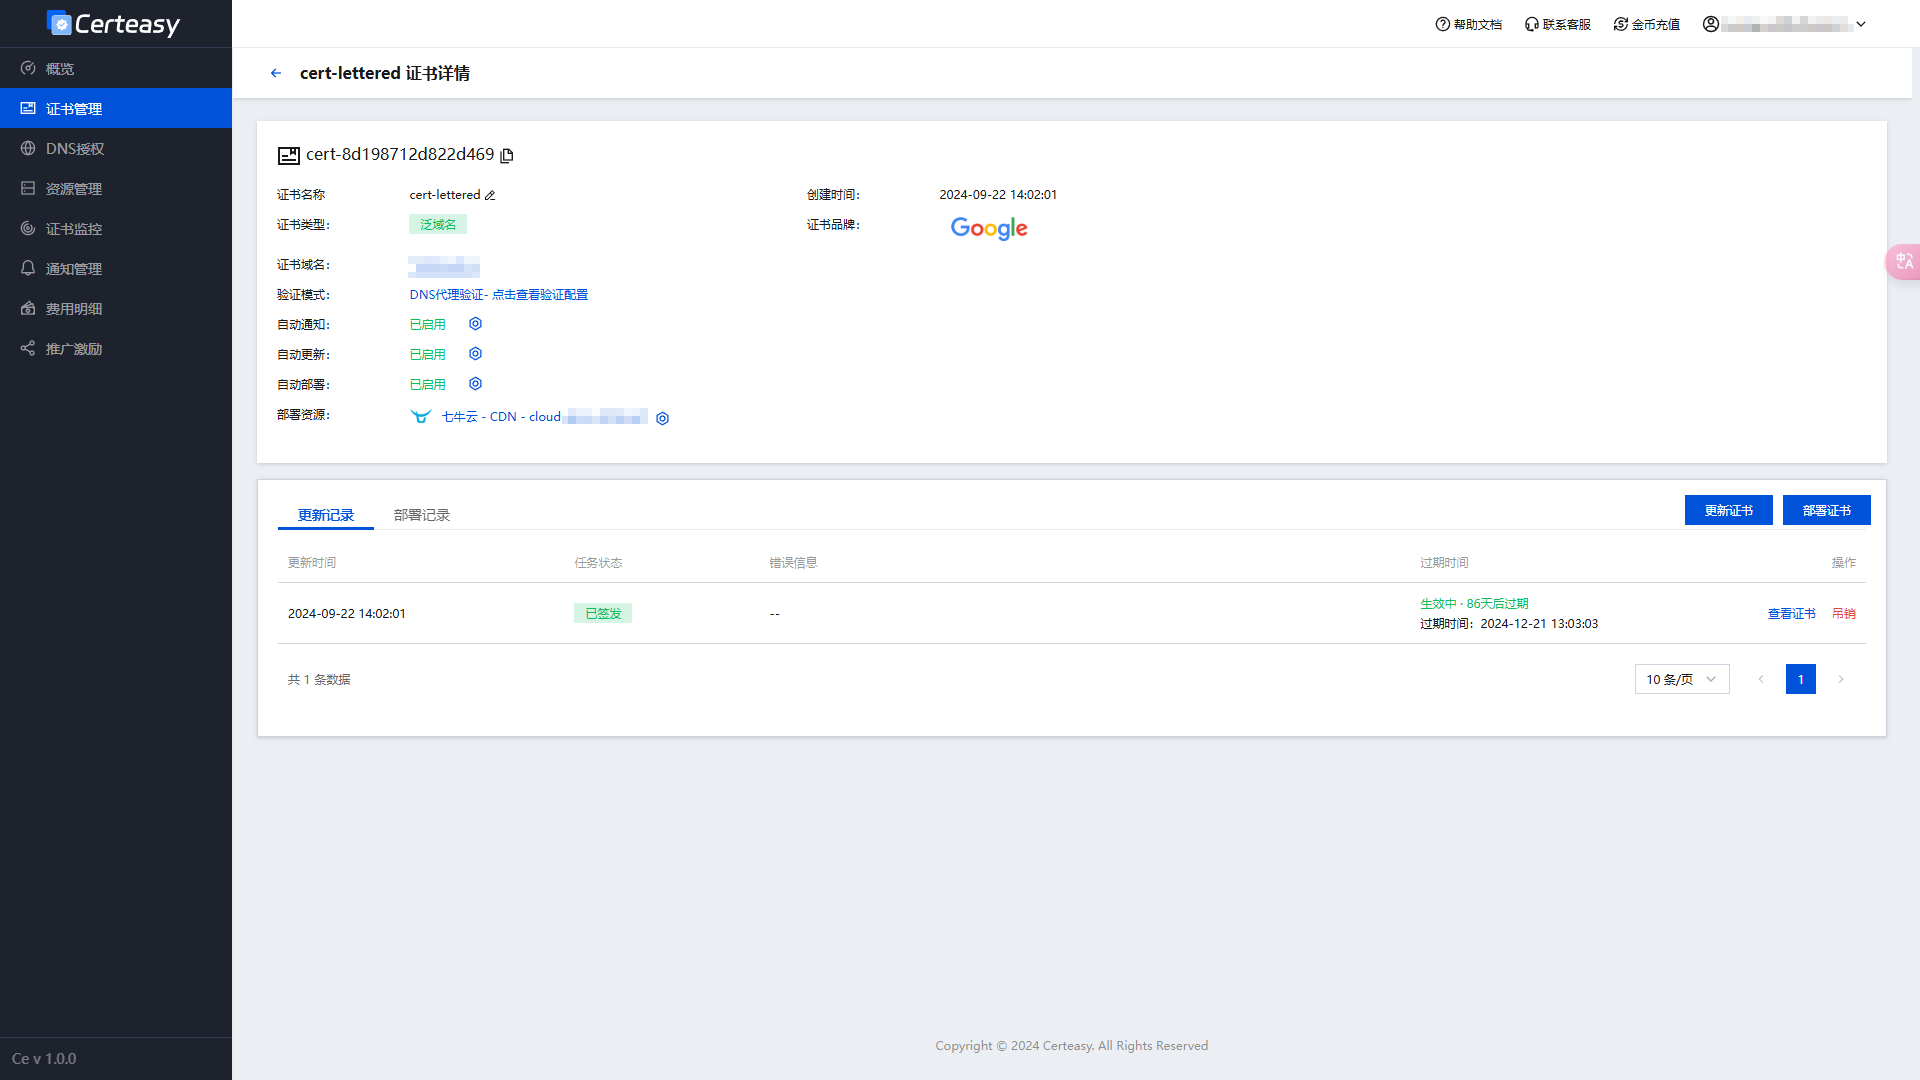 Certeasy
帮助文档
联系客服
金币充值
概览
证书管理
DNS授权
资源管理
证书监控
通知管理
费用明细
推广激励
Ce v 1.0.0
cert-lettered 证书详情
cert-8d198712d822d469
证书名称 cert-lettered
创建时间: 2024-09-22 14:02:01
证书类型: 泛域名
证书品牌: Google
证书域名:
验证模式: DNS代理验证- 点击查看验证配置
自动通知: 已启用
自动更新: 已启用
自动部署: 已启用
部署资源: 七牛云 - CDN - cloud
更新记录 部署记录 更新证书 部署证书
更新时间 任务状态 错误信息 过期时间 操作
2024-09-22 14:02:01 已签发 -- 生效中 · 86天后过期
过期时间：2024-12-21 13:03:03
查看证书 吊销
共 1 条数据 10 条/页 1
中A
Copyright © 2024 Certeasy. All Rights Reserved